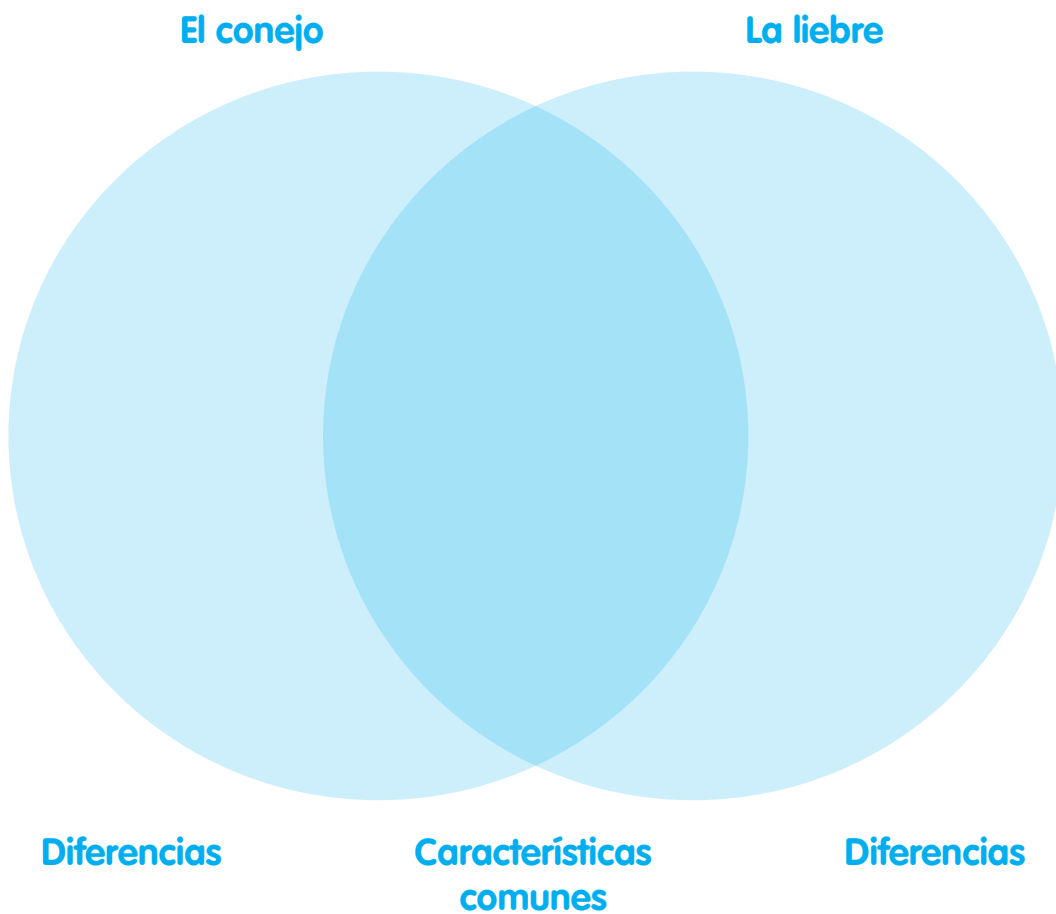 El conejo
La liebre
Diferencias
Características
comunes
Diferencias